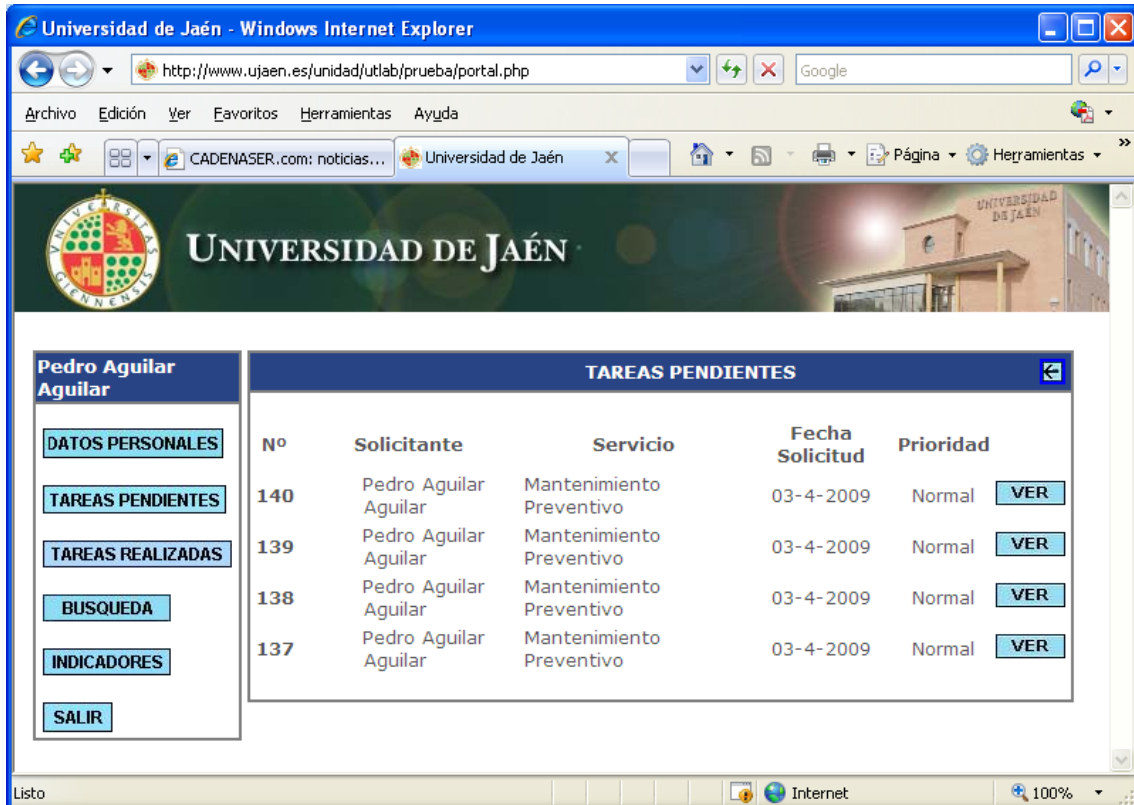 Universidad de Jaén - Windows Internet Explorer
http://www.ujaen.es/unidad/utlab/prueba/portal.php
Google
Archivo Edición Ver Favoritos Herramientas Ayuda
CADENASER.com: noticias... Universidad de Jaén Página Herramientas
UNIVERSITAS GIENNENSIS
UNIVERSIDAD DE JAÉN
UNIVERSIDAD
DE JAÉN
Pedro Aguilar
Aguilar
DATOS PERSONALES
TAREAS PENDIENTES
TAREAS REALIZADAS
BUSQUEDA
INDICADORES
SALIR
TAREAS PENDIENTES
Nº Solicitante Servicio Fecha
Solicitud Prioridad
140 Pedro Aguilar
Aguilar Mantenimiento
Preventivo 03-4-2009 Normal VER
139 Pedro Aguilar
Aguilar Mantenimiento
Preventivo 03-4-2009 Normal VER
138 Pedro Aguilar
Aguilar Mantenimiento
Preventivo 03-4-2009 Normal VER
137 Pedro Aguilar
Aguilar Mantenimiento
Preventivo 03-4-2009 Normal VER
Listo Internet 100%